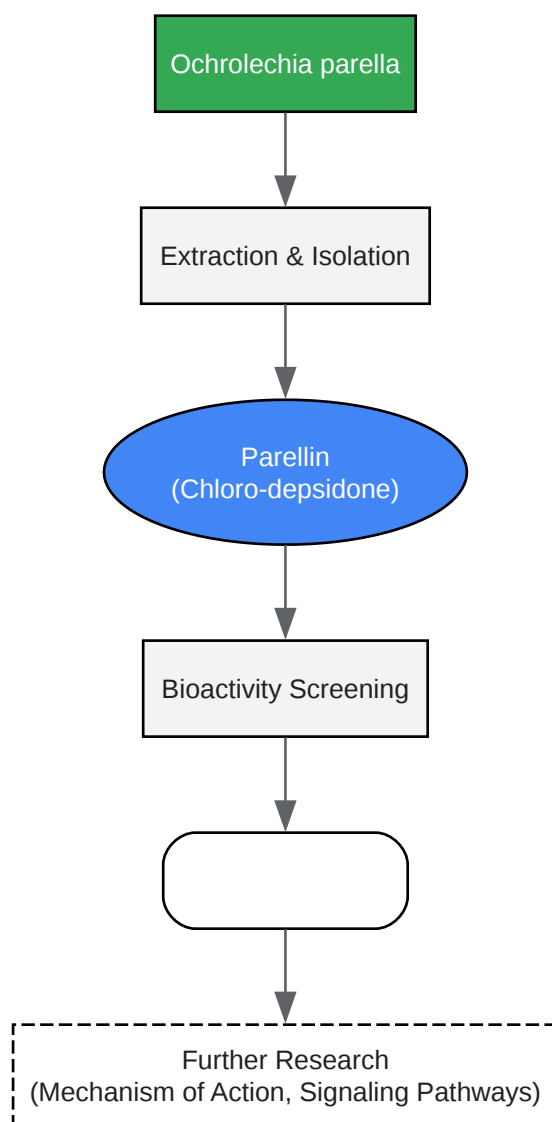 Ochrolechia parella
Extraction & Isolation
Parellin
(Chloro-depsidone)
Bioactivity Screening
Further Research
(Mechanism of Action, Signaling Pathways)